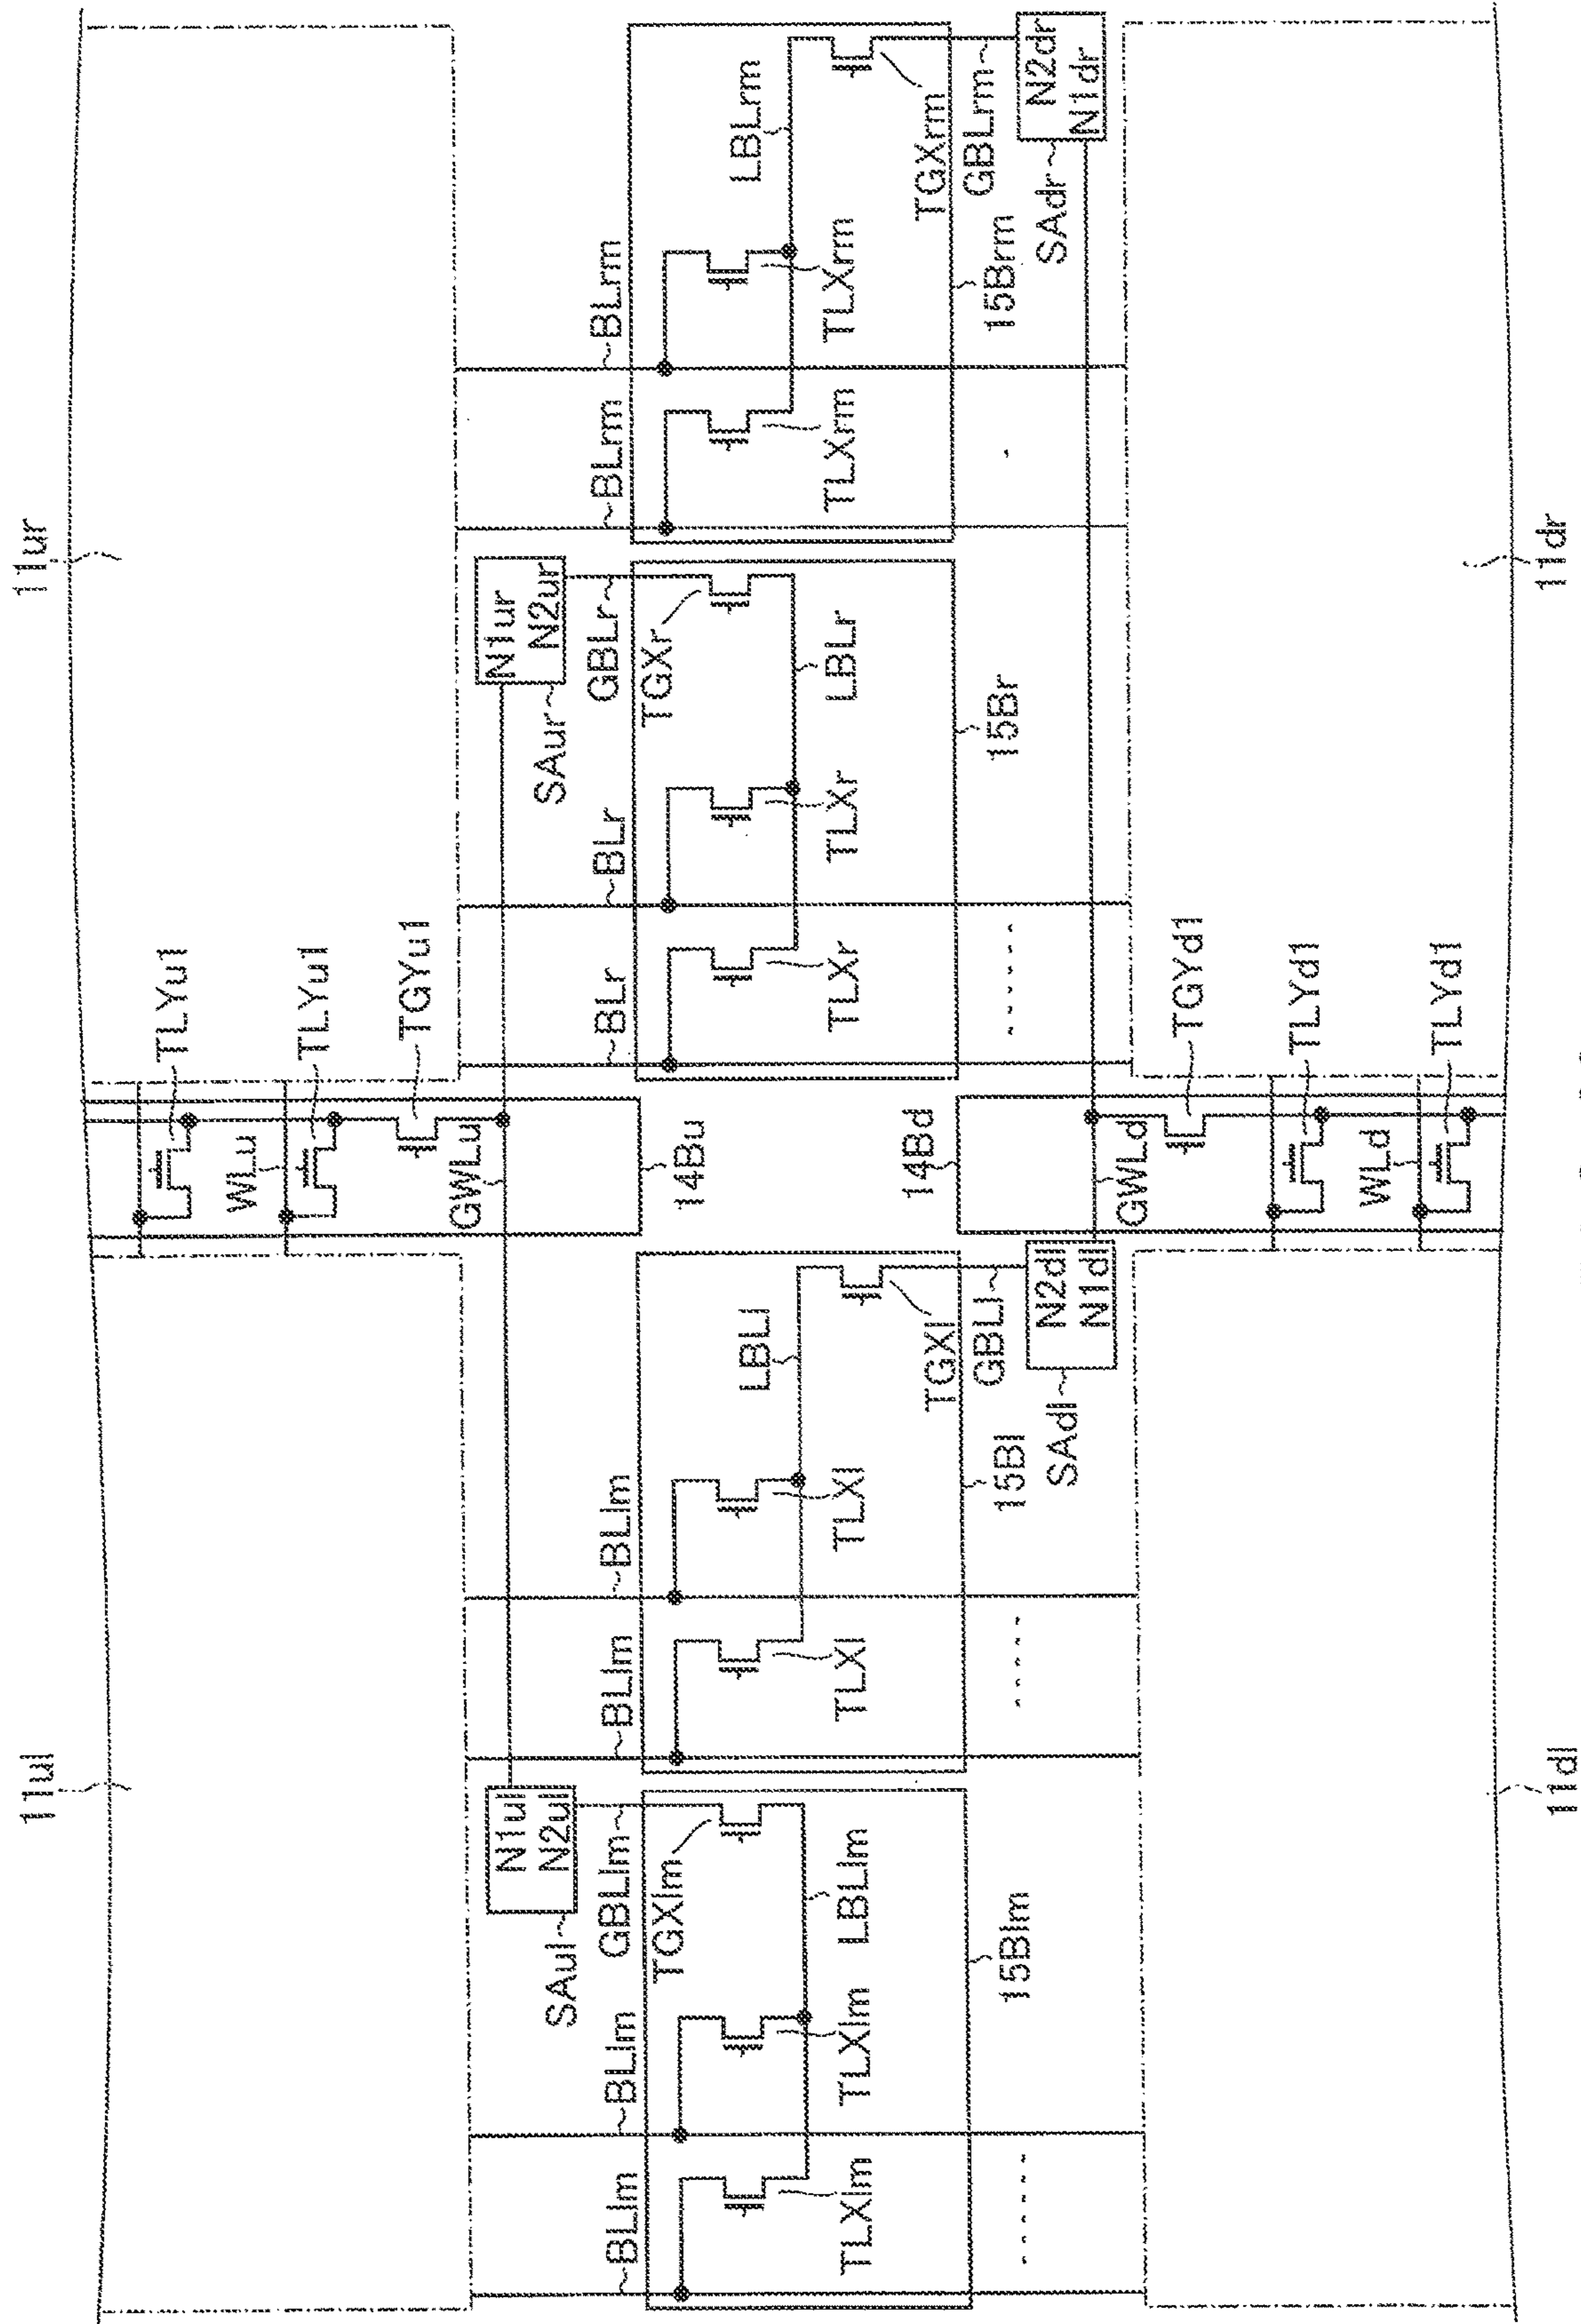 11ul
11ur
TLYu1
WLu
TLYu1
TGYu1
GWLu
14Bu
N1ul
N2ul
SAul
N1ur
N2ur
SAur
BLlm
BLlm
GBLlm
BLlm
BLlm
BLr
BLr
GBLr
BLrm
BLrm
TGXlm
TGXr
LBLl
LBLrm
TLXlm
TLXlm
LBLlm
TLXl
TLXl
TLXr
TLXr
LBLr
TLXrm
TLXrm
TGXl
TGXrm
15Blm
15Bl
GBLl
14Bd
15Br
15Brm
GBLrm
SAdl
N2dl
N1dl
SAdr
N2dr
N1dr
GWLd
TGYd1
TLYd1
WLd
TLYd1
11dl
11dr